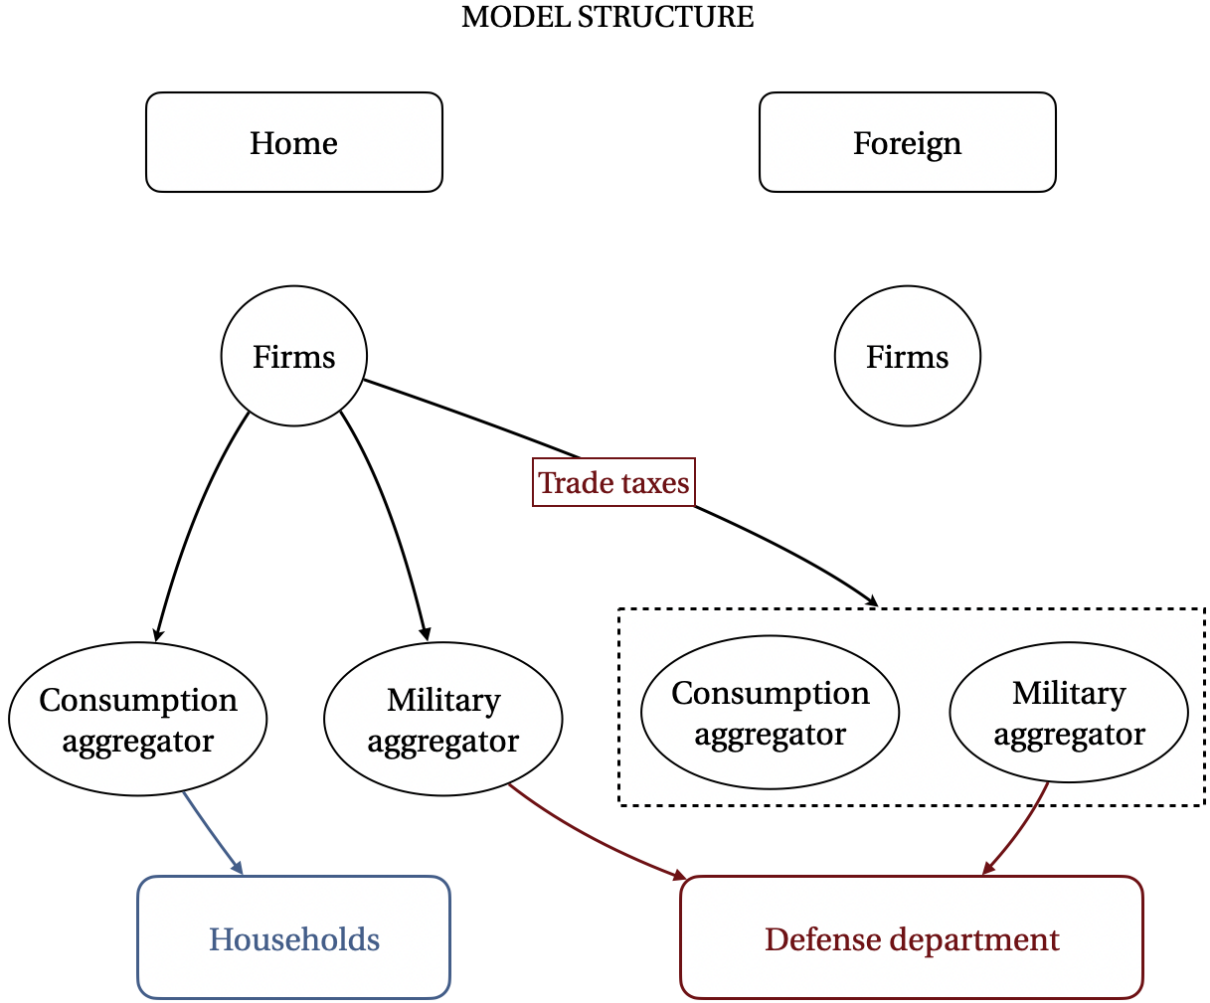 MODEL STRUCTURE
Home
Foreign
Firms
Firms
Trade taxes
Consumption
aggregator
Military
aggregator
Consumption
aggregator
Military
aggregator
Households
Defense department